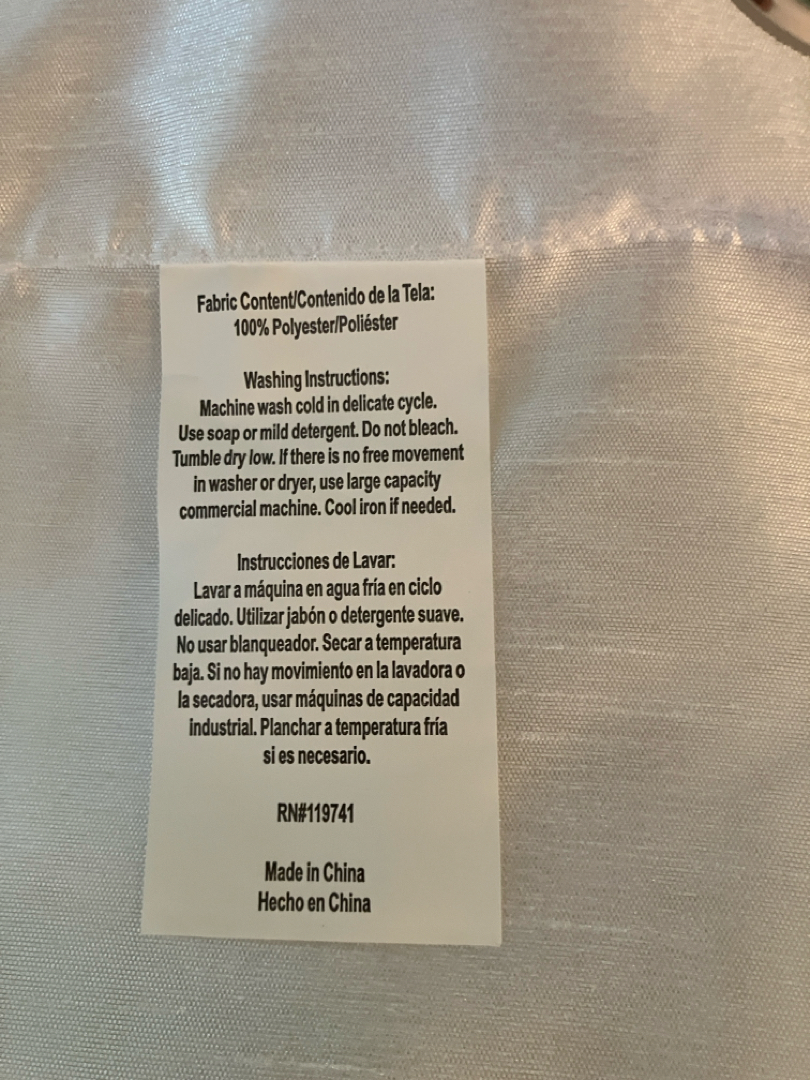 Fabric Content/Contenido de la Tela:
100% Polyester/Poliéster
Washing Instructions:
Machine wash cold in delicate cycle.
Use soap or mild detergent. Do not bleach.
Tumble dry low. If there is no free movement
in washer or dryer, use large capacity
commercial machine. Cool iron if needed.
Instrucciones de Lavar:
Lavar a máquina en agua fría en ciclo
delicado. Utilizar jabón o detergente suave.
No usar blanqueador. Secar a temperatura
baja. Si no hay movimiento en la lavadora o
la secadora, usar máquinas de capacidad
industrial. Planchar a temperatura fría
si es necesario.
RN#119741
Made in China
Hecho en China